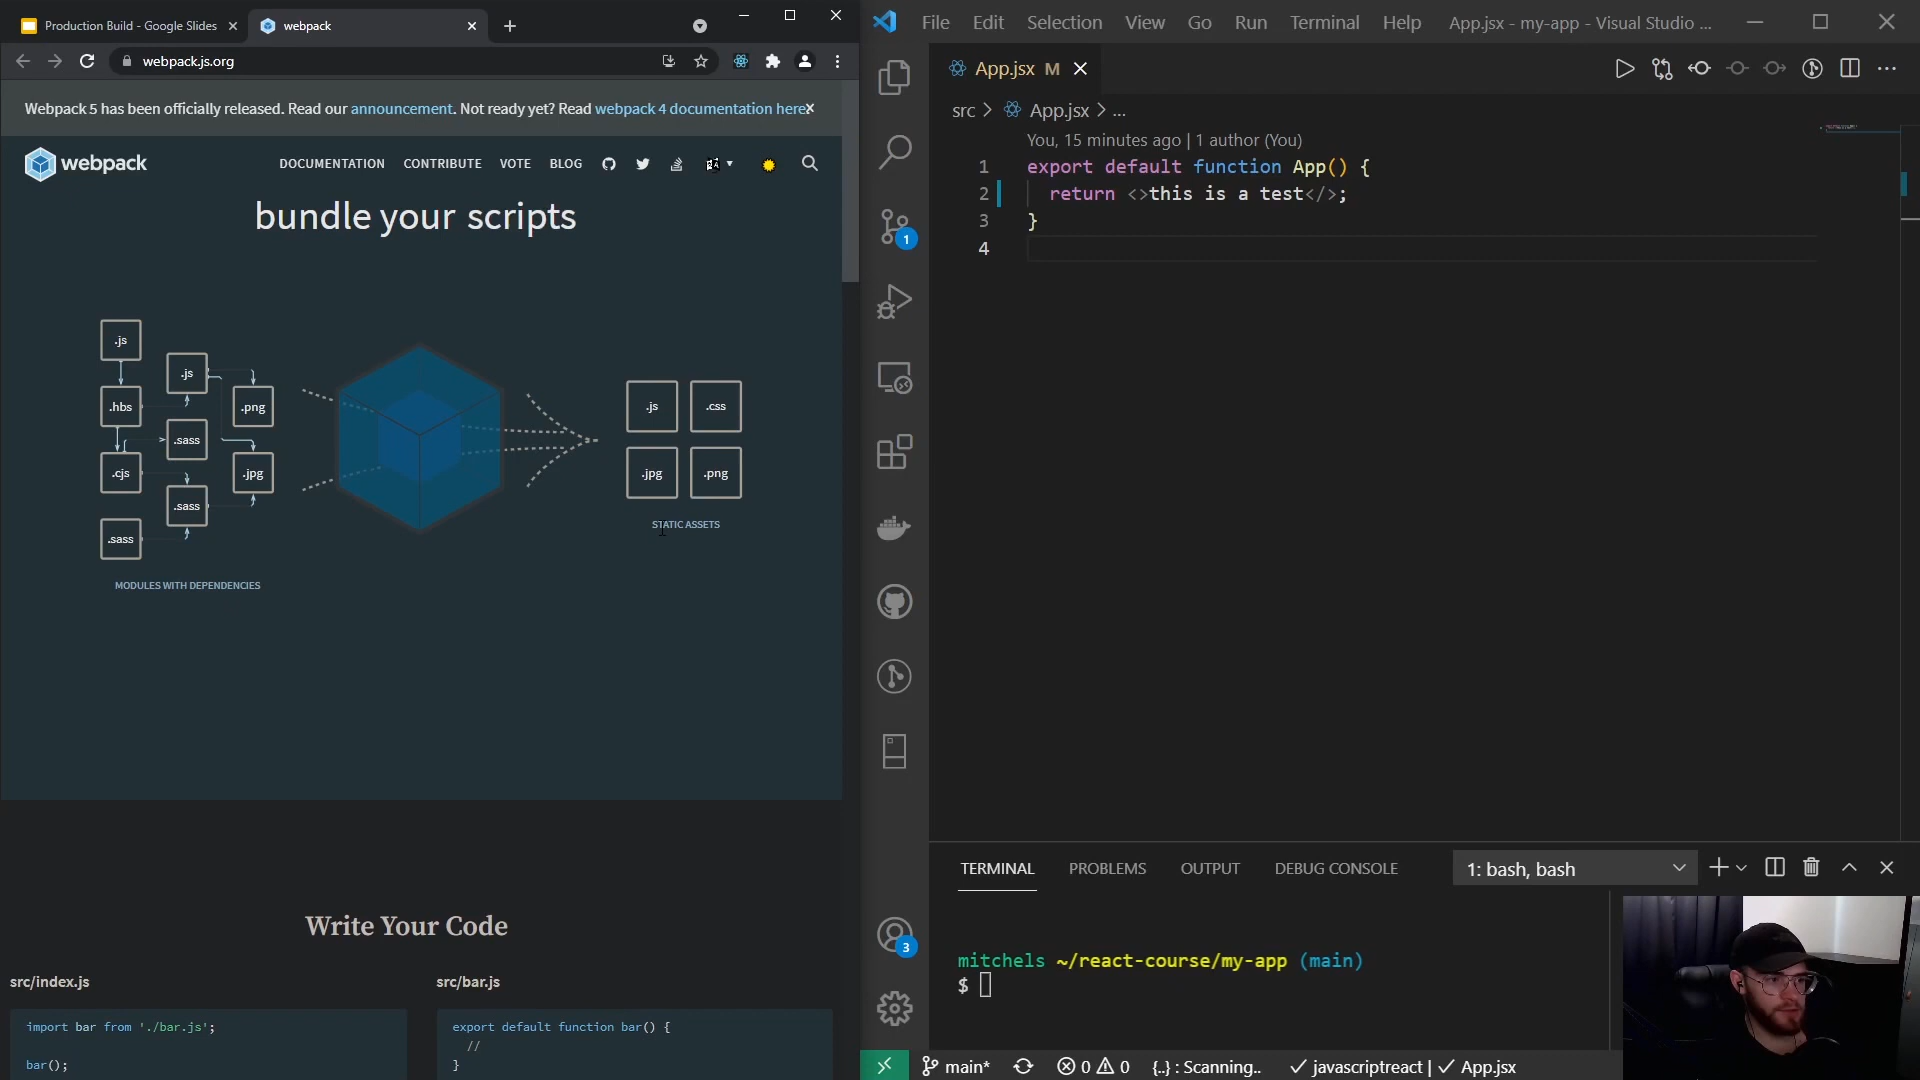 Production Build - Google Slides
webpack
webpack.js.org
Webpack 5 has been officially released. Read our announcement. Not ready yet? Read webpack 4 documentation here.
webpack
DOCUMENTATION
CONTRIBUTE
VOTE
BLOG
bundle your scripts
.js
.js
.hbs
.png
.sass
.cjs
.jpg
.sass
.sass
MODULES WITH DEPENDENCIES
.js
.css
.jpg
.png
STATIC ASSETS
Write Your Code
src/index.js
import bar from './bar.js';
bar();
src/bar.js
export default function bar() {
//
}
File Edit Selection View Go Run Terminal Help
App.jsx - my-app - Visual Studio ...
App.jsx M
src > App.jsx > ...
You, 15 minutes ago | 1 author (You)
1 export default function App() {
2 return <>this is a test</>;
3 }
4
1
3
TERMINAL PROBLEMS OUTPUT DEBUG CONSOLE
1: bash, bash
mitchels ~/react-course/my-app (main)
$
main* 0 0 {..} : Scanning.. ✓ javascriptreact | ✓ App.jsx